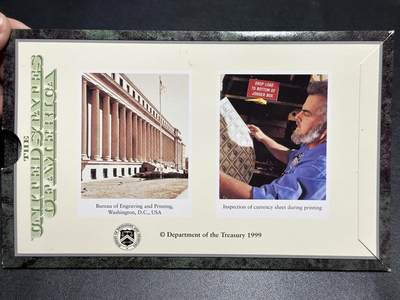 THE
UNITED STATES
OF AMERICA
DROP LOAD
TO BOTTOM OF
JOGGER BOX
Bureau of Engraving and Printing,
Washington, D.C., USA
Inspection of currency sheet during printing
© Department of the Treasury 1999